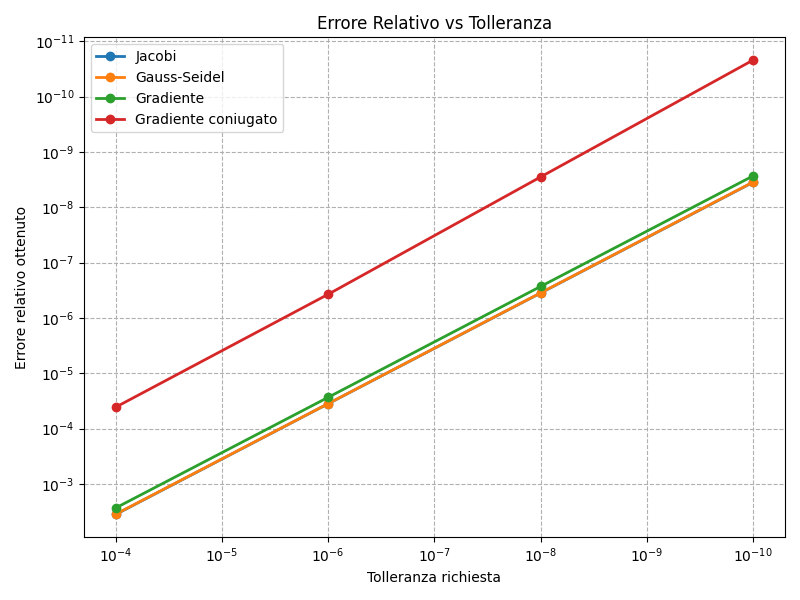 Errore Relativo vs Tolleranza
Jacobi
Gauss-Seidel
Gradiente
Gradiente coniugato
Errore relativo ottenuto
10⁻¹¹
10⁻¹⁰
10⁻⁹
10⁻⁸
10⁻⁷
10⁻⁶
10⁻⁵
10⁻⁴
10⁻³
10⁻⁴ 10⁻⁵ 10⁻⁶ 10⁻⁷ 10⁻⁸ 10⁻⁹ 10⁻¹⁰
Tolleranza richiesta